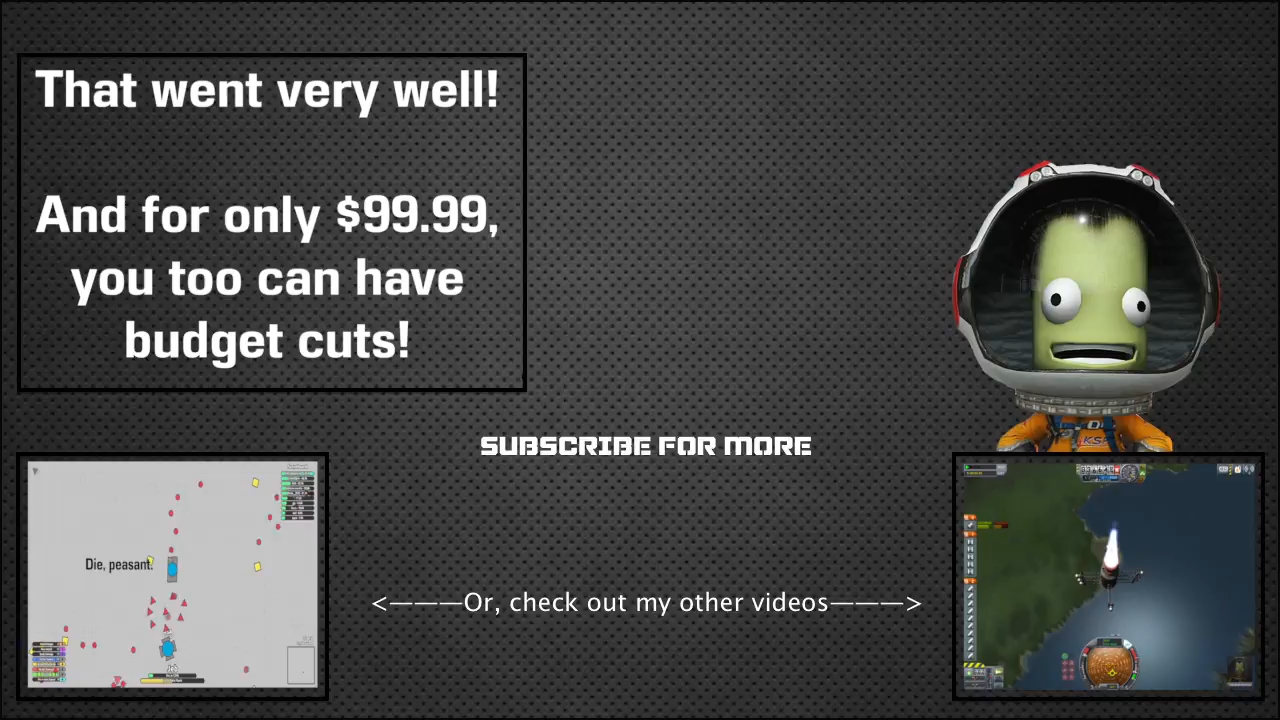 That went very well!
And for only $99.99,
you too can have
budget cuts!
SUBSCRIBE FOR MORE
Die, peasant.
<———Or, check out my other videos———>